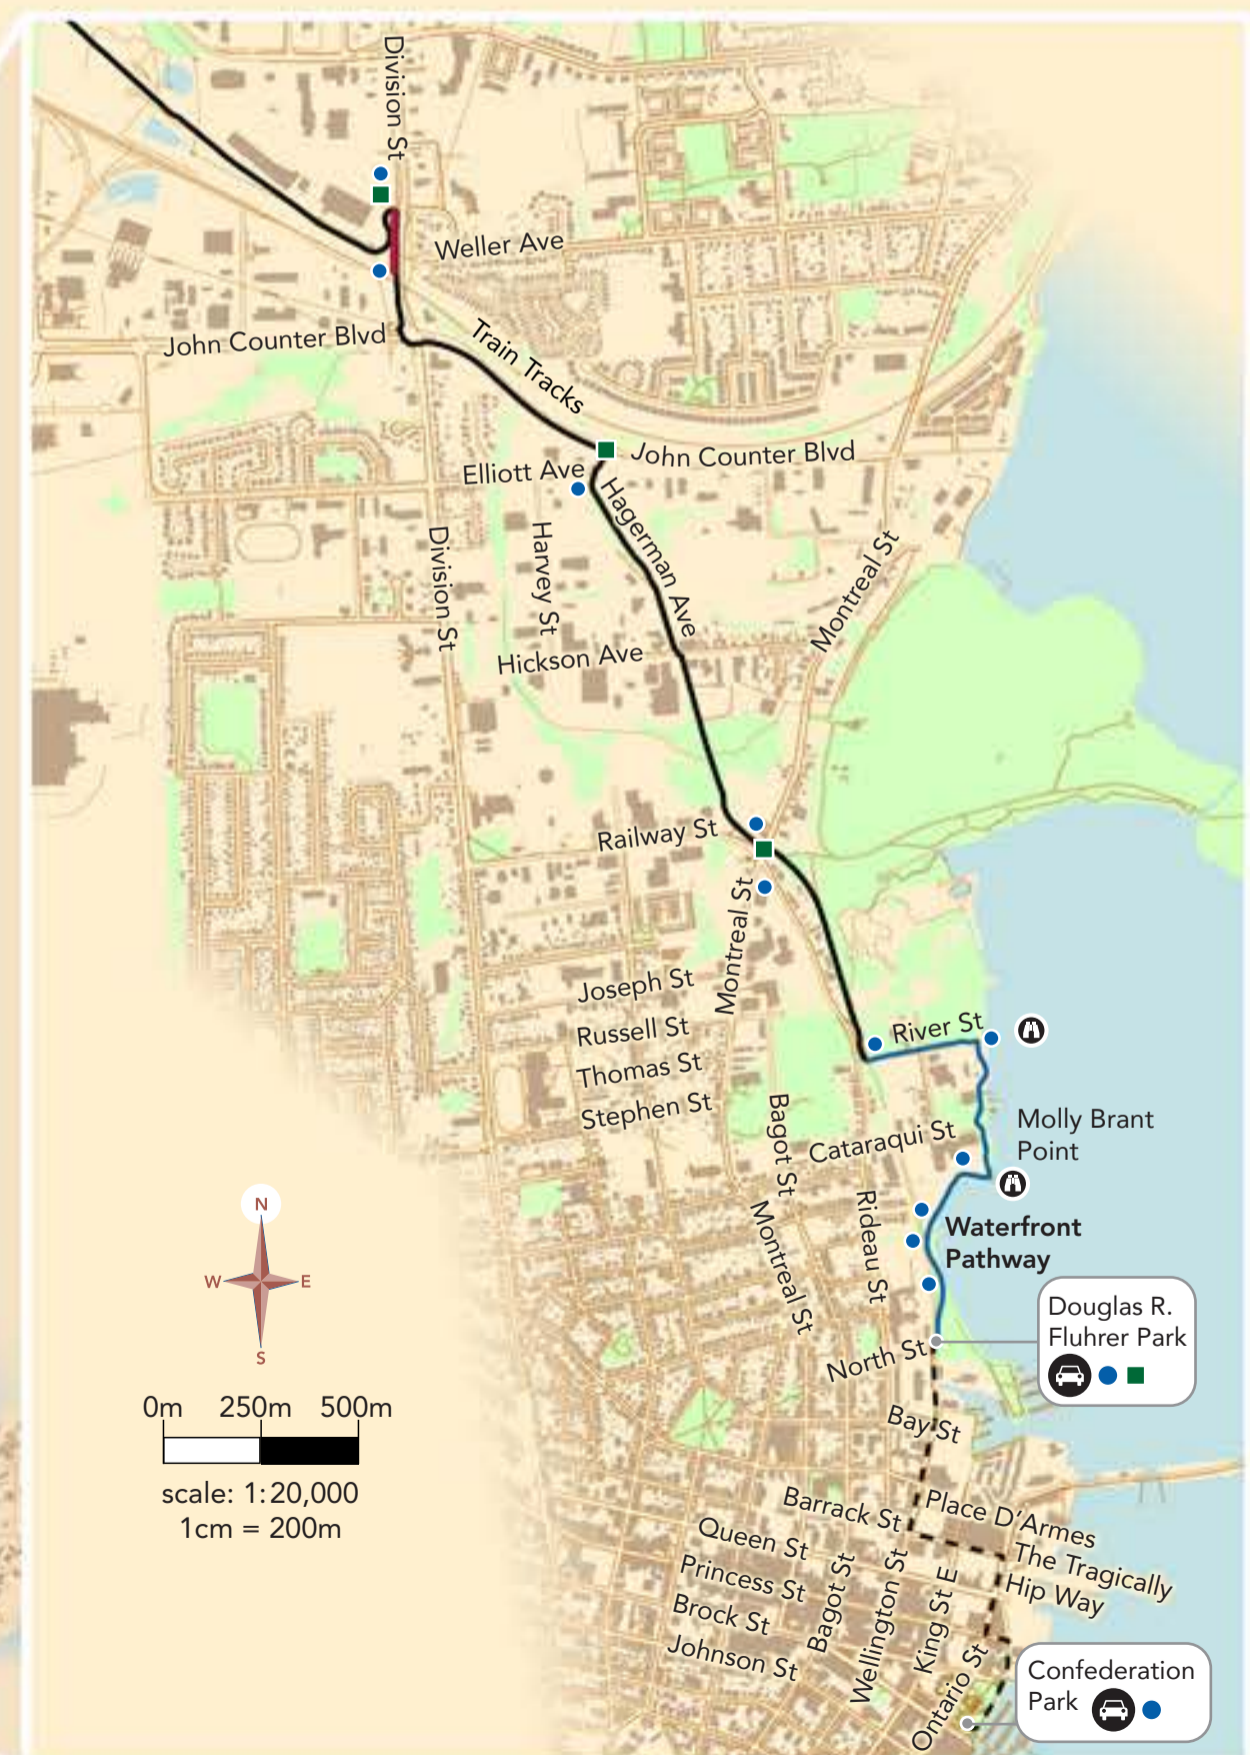 Division St
Weller Ave
John Counter Blvd
Train Tracks
John Counter Blvd
Elliott Ave
Hagerman Ave
Harvey St
Division St
Montreal St
Hickson Ave
Railway St
Montreal St
Joseph St
Russell St
Thomas St
Stephen St
River St
Bagot St
Cataraqui St
Molly Brant
Point
Rideau St
Montreal St
Waterfront
Pathway
N
W
E
S
Douglas R.
Fluhrer Park
North St
0m 250m 500m
scale: 1:20,000
1cm = 200m
Bay St
Barrack St
Place D'Armes
Queen St
The Tragically
Hip Way
Princess St
Brock St
Johnson St
Bagot St
Wellington St
King St E
Ontario St
Confederation
Park